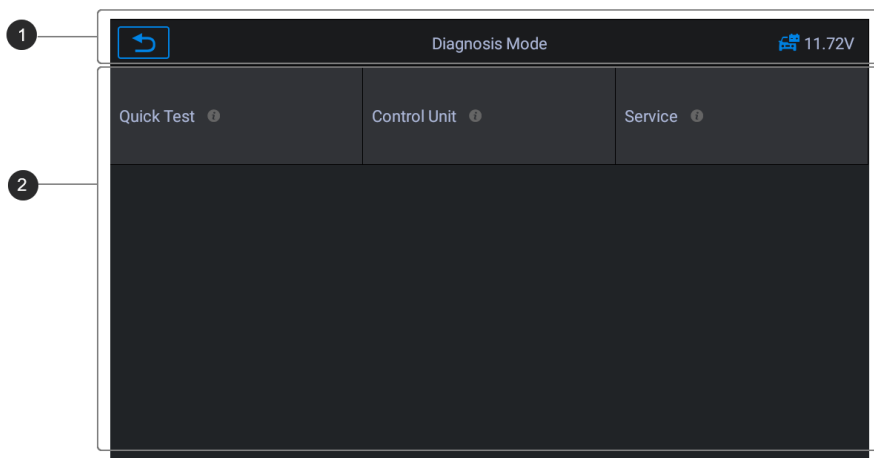 1
Diagnosis Mode
11.72V
Quick Test
Control Unit
Service
2